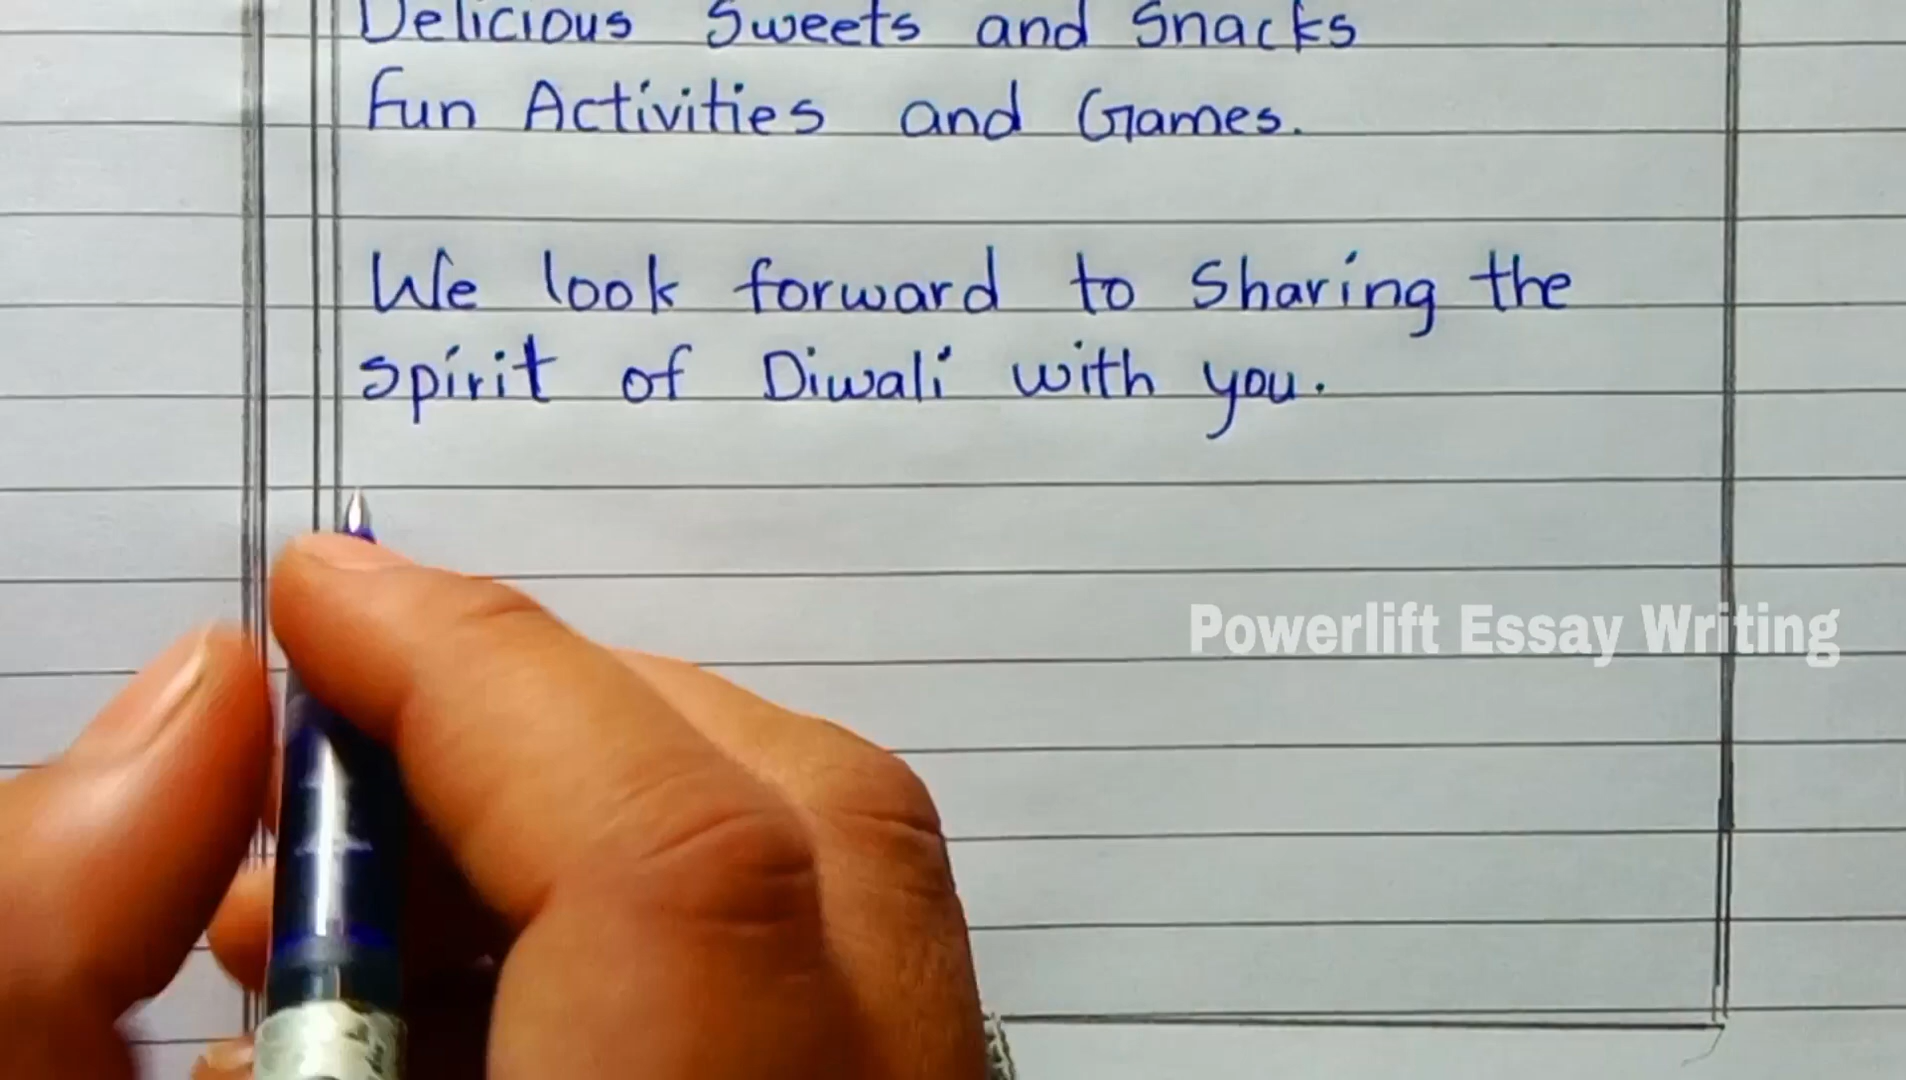 Delicious Sweets and Snacks
Fun Activities and Games.
We look forward to Sharing the
spirit of Diwali with you.
Powerlift Essay Writing